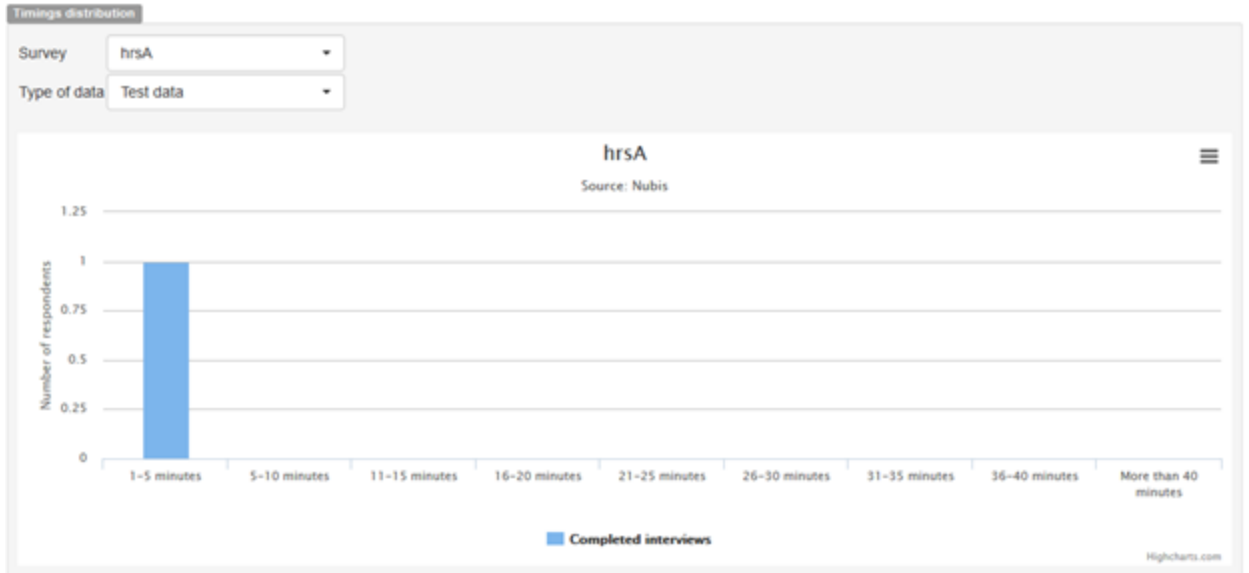 Timings distribution
Survey hrsA
Type of data Test data
hrsA
Source: Nubis
Number of respondents
1.25
1
0.75
0.5
0.25
0
1-5 minutes 5-10 minutes 11-15 minutes 16-20 minutes 21-25 minutes 26-30 minutes 31-35 minutes 36-40 minutes More than 40
minutes
Completed interviews
Highcharts.com